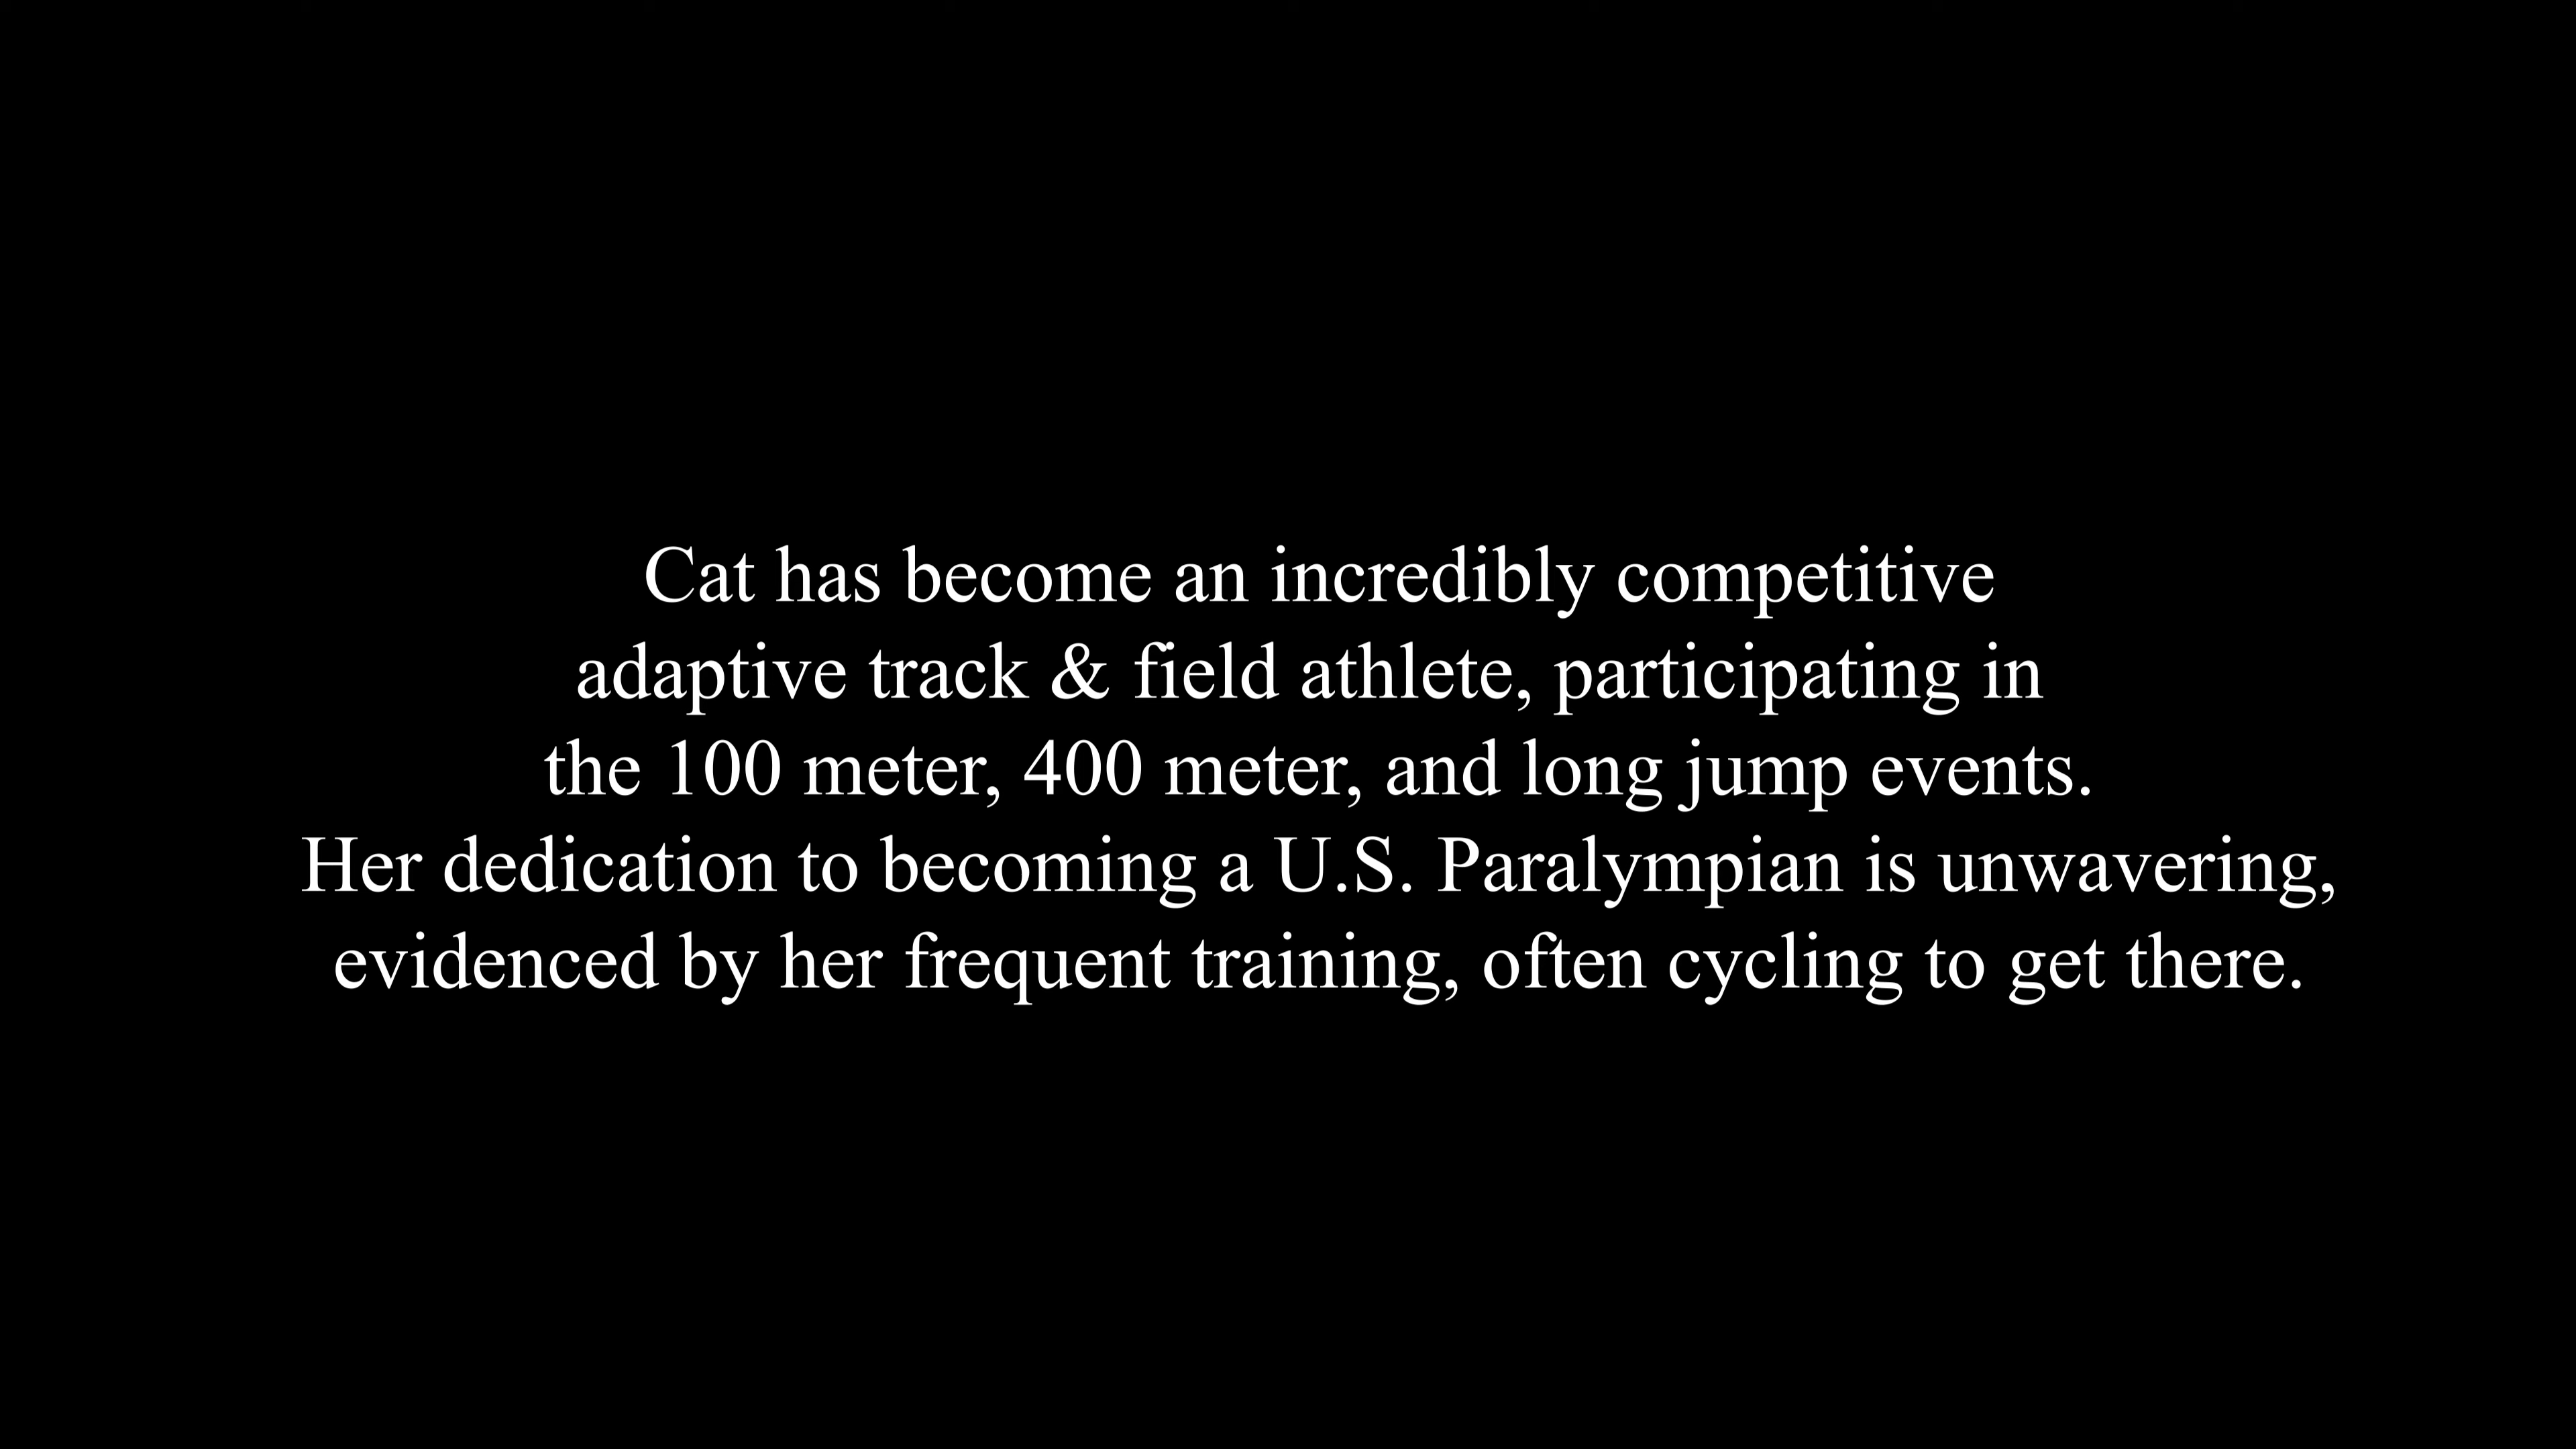 Cat has become an incredibly competitive
adaptive track & field athlete, participating in
the 100 meter, 400 meter, and long jump events.
Her dedication to becoming a U.S. Paralympian is unwavering,
evidenced by her frequent training, often cycling to get there.